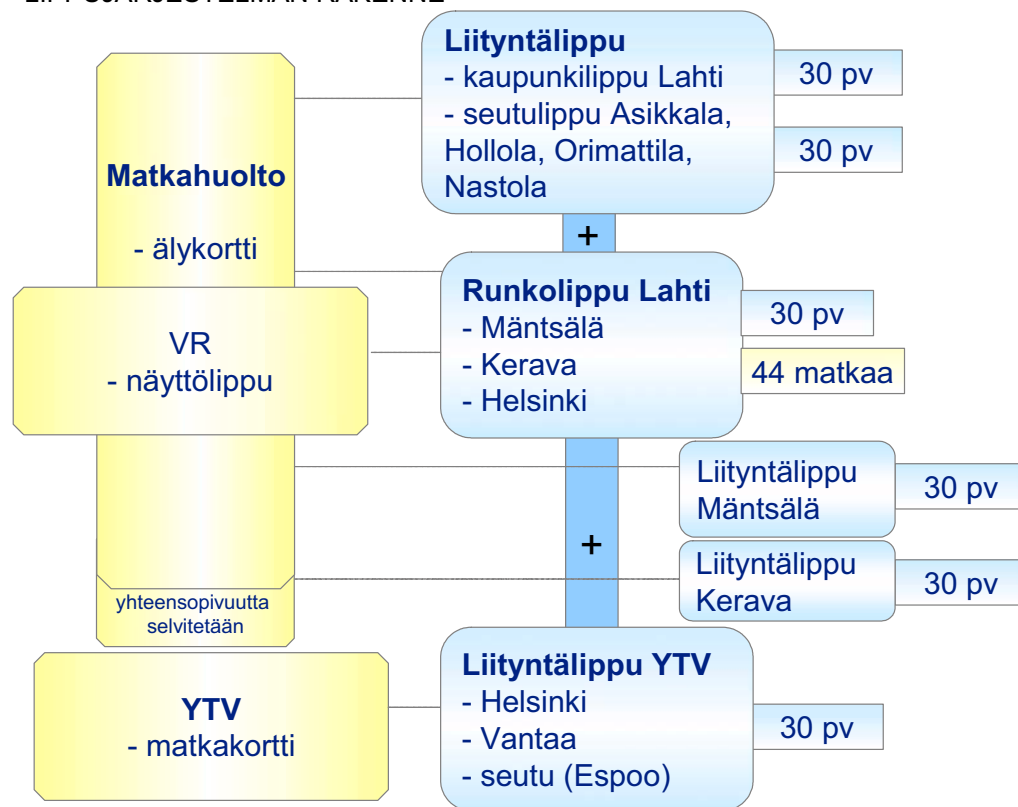 LIPPUJÄRJESTELMÄN RAKENNE
Liityntälippu
- kaupunkilippu Lahti
- seutulippu Asikkala,
Hollola, Orimattila,
Nastola
30 pv
30 pv
Matkahuolto
- älykortti
+
VR
- näyttölippu
Runkolippu Lahti
- Mäntsälä
- Kerava
- Helsinki
30 pv
44 matkaa
+
Liityntälippu
Mäntsälä
30 pv
Liityntälippu
Kerava
30 pv
yhteensopivuutta
selvitetään
YTV
- matkakortti
Liityntälippu YTV
- Helsinki
- Vantaa
- seutu (Espoo)
30 pv